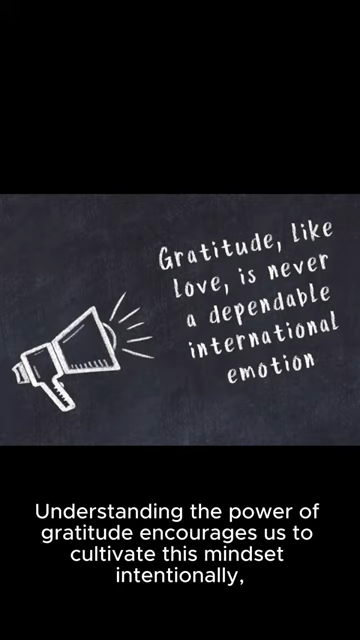 Gratitude, like
love, is never
a dependable
international
emotion
Understanding the power of
gratitude encourages us to
cultivate this mindset
intentionally,